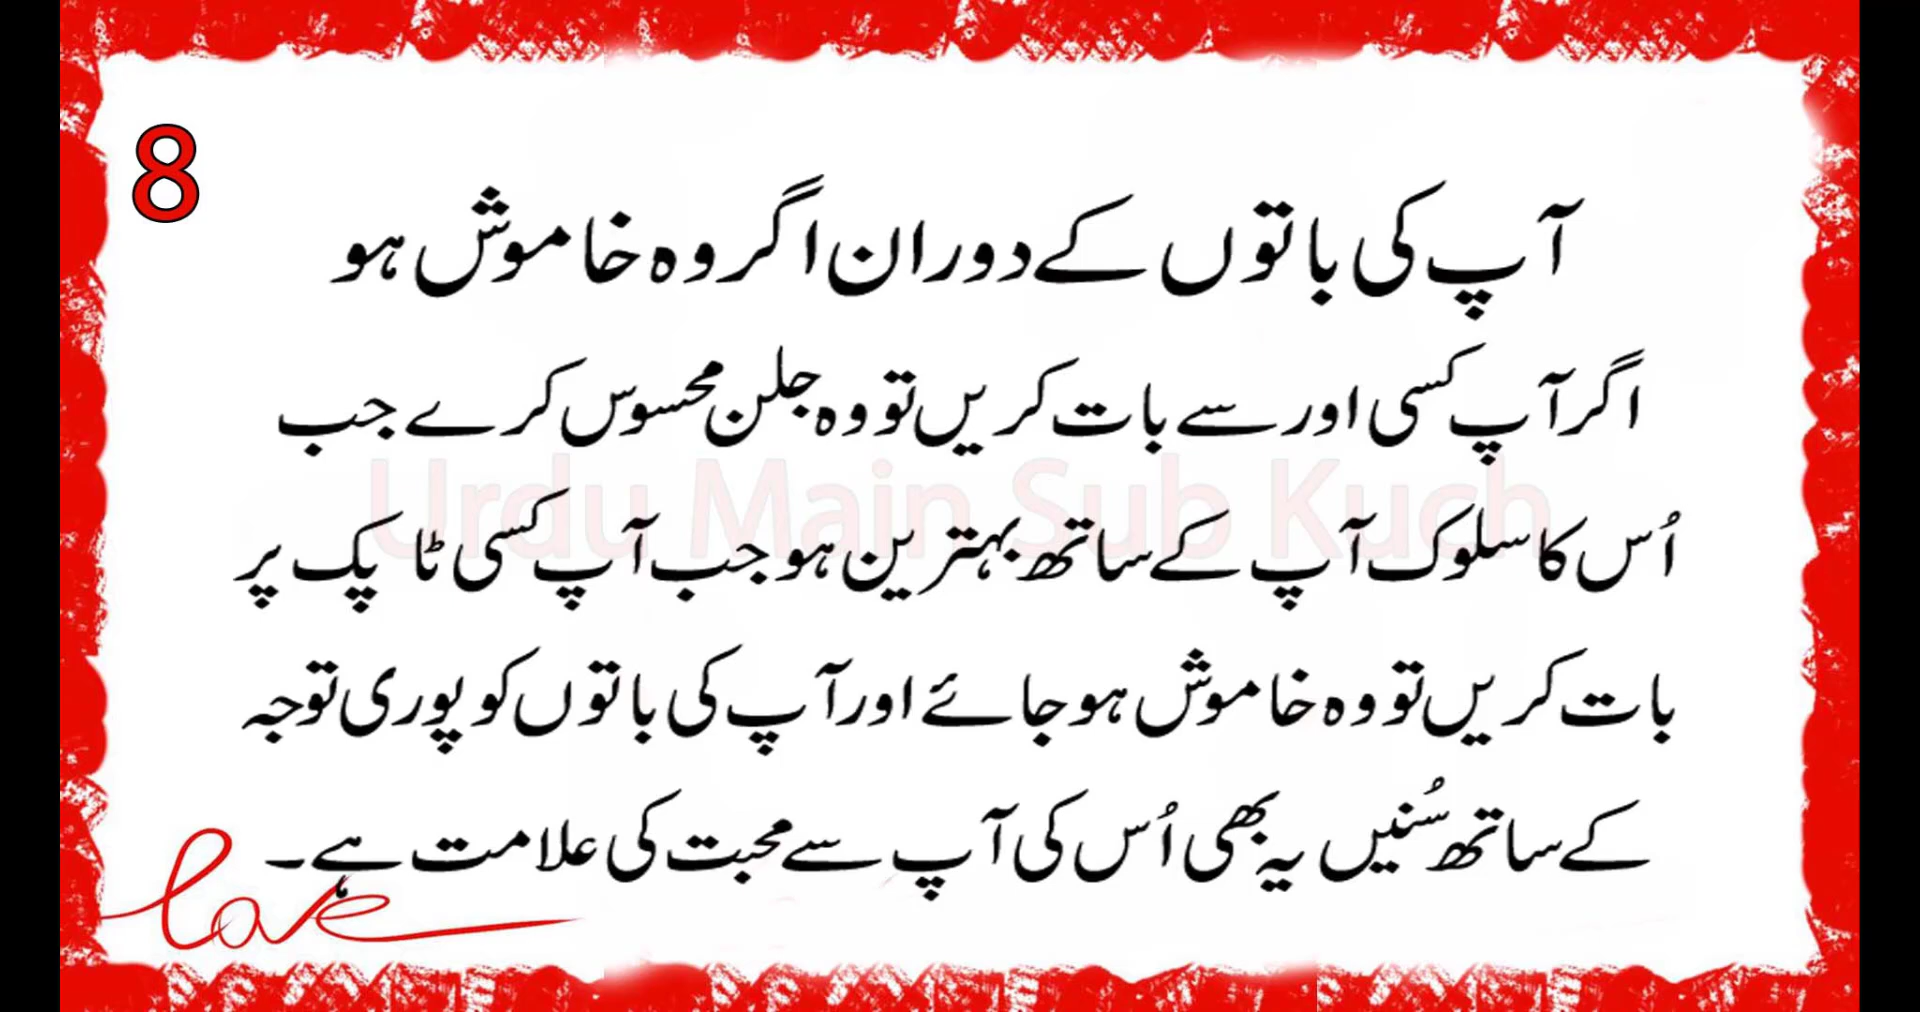 8
آپ کی باتوں کے دوران اگر وہ خاموش ہو
اگر آپ کسی اور سے بات کریں تو وہ جلن محسوس کرے جب
اُس کا سلوک آپ کے ساتھ بہترین ہو جب آپ کسی ٹاپک پر
بات کریں تو وہ خاموش ہو جائے اور آپ کی باتوں کو پوری توجہ
کے ساتھ سُنیں یہ بھی اُس کی آپ سے محبت کی علامت ہے۔
love
Urdu Main Sub Kuch